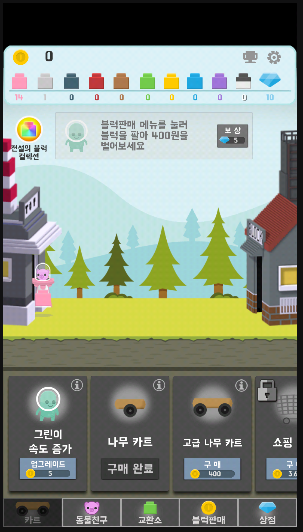 0
14 1 0 0 0 0 0 0 0 10
전설의 블럭
컬렉션
블럭판매 메뉴를 눌러
블럭을 팔아 400원을
벌어보세요
보상
5
그린이
속도 증가
업그레이드
5
나무 카트
구매 완료
고급 나무 카트
구매
400
쇼핑
구
카트
동물친구
교환소
블럭판매
상점